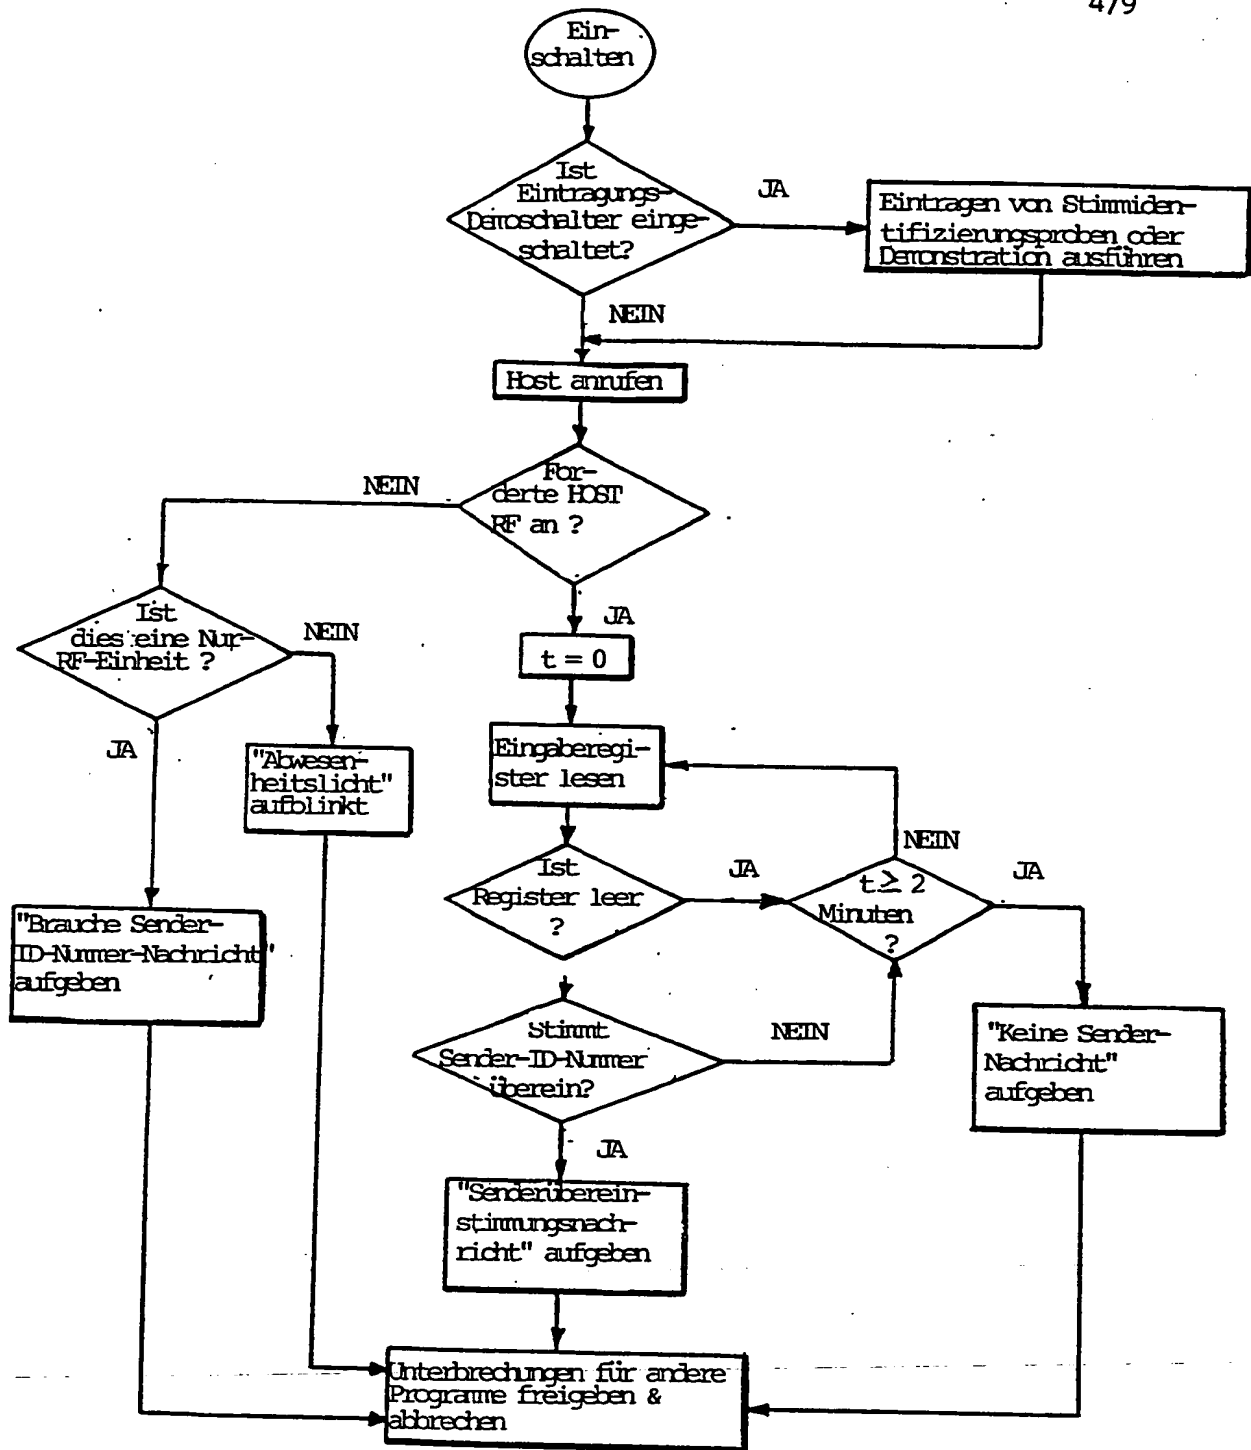 4/9
Ein-
schalten
Ist
Eintragungs-
Demoschalter einge-
schaltet?
JA
Eintragen von Stimmiden-
tifizierungsproben oder
Demonstration ausführen
NEIN
Host anrufen
For-
derte HOST
RF an ?
NEIN
JA
Ist
dies eine Nur-
RF-Einheit ?
NEIN
JA
t = 0
"Abwesen-
heitslicht"
aufblinkt
Eingaberegi-
ster lesen
NEIN
Ist
Register leer
?
JA
t ≥ 2
Minuten
?
JA
"Brauche Sender-
ID-Nummer-Nachricht"
aufgeben
Stimmt
Sender-ID-Nummer
überein?
NEIN
"Keine Sender-
Nachricht"
aufgeben
JA
"Senderüberein-
stimmungsnach-
richt" aufgeben
Unterbrechungen für andere
Programme freigeben &
abbrechen